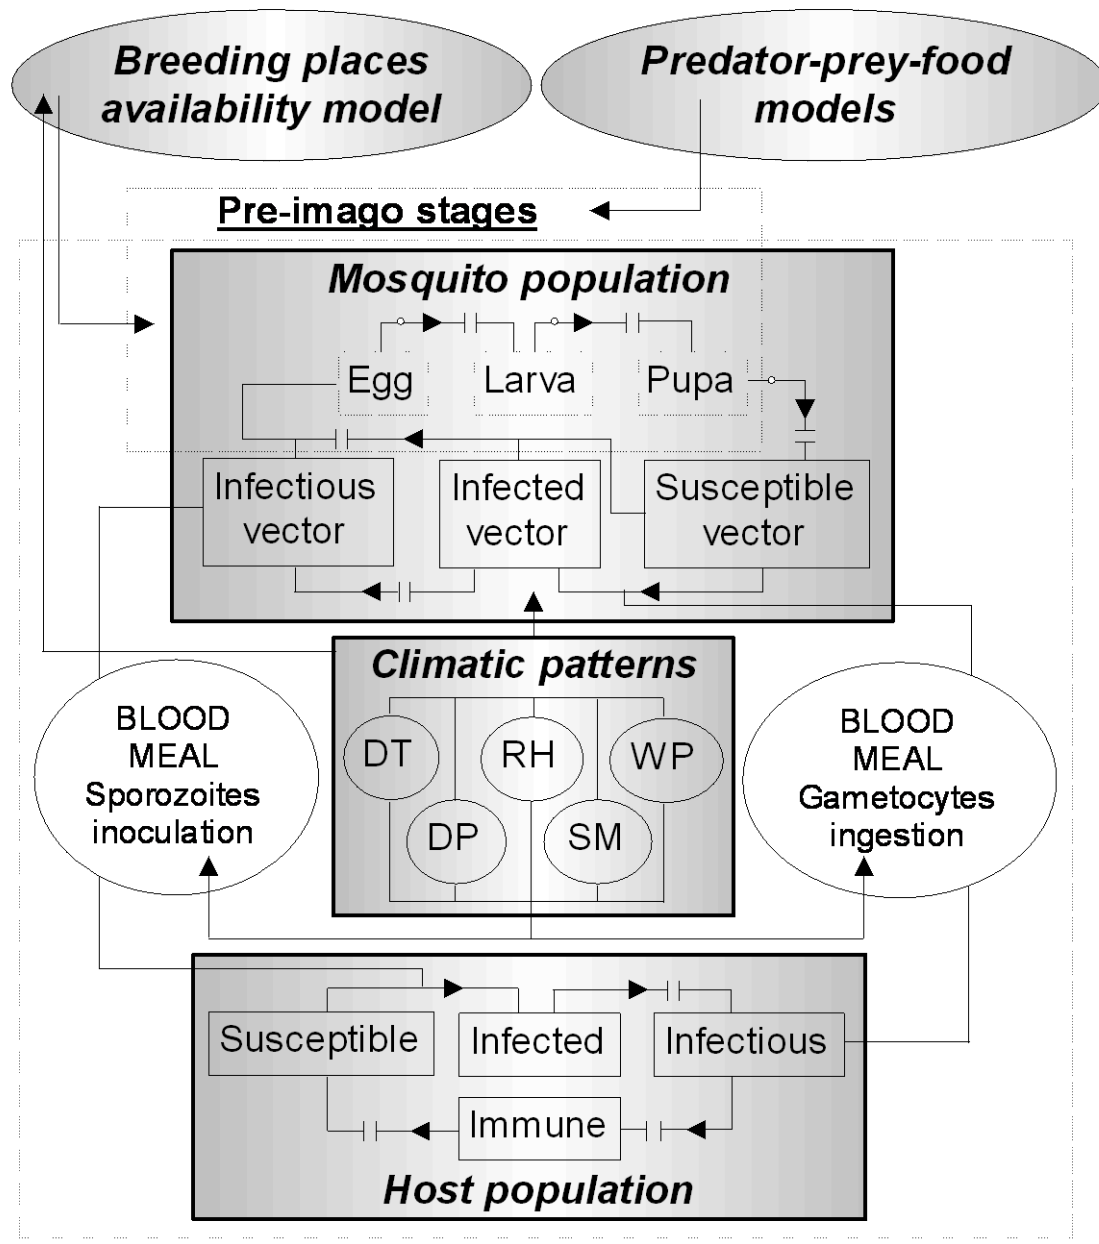 Breeding places
availability model
Predator-prey-food
models
Pre-imago stages
Mosquito population
Egg
Larva
Pupa
Infectious
vector
Infected
vector
Susceptible
vector
Climatic patterns
DT
RH
WP
DP
SM
BLOOD
MEAL
Sporozoites
inoculation
BLOOD
MEAL
Gametocytes
ingestion
Susceptible
Infected
Infectious
Immune
Host population